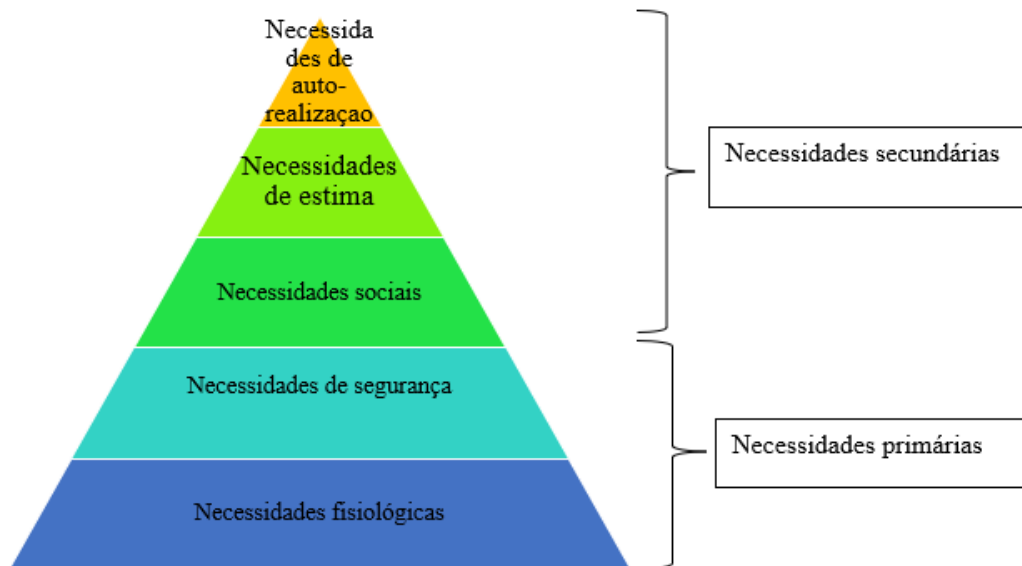 Necessida
des de
auto-
realizaçao
Necessidades
de estima
Necessidades sociais
Necessidades de segurança
Necessidades fisiológicas
Necessidades secundárias
Necessidades primárias